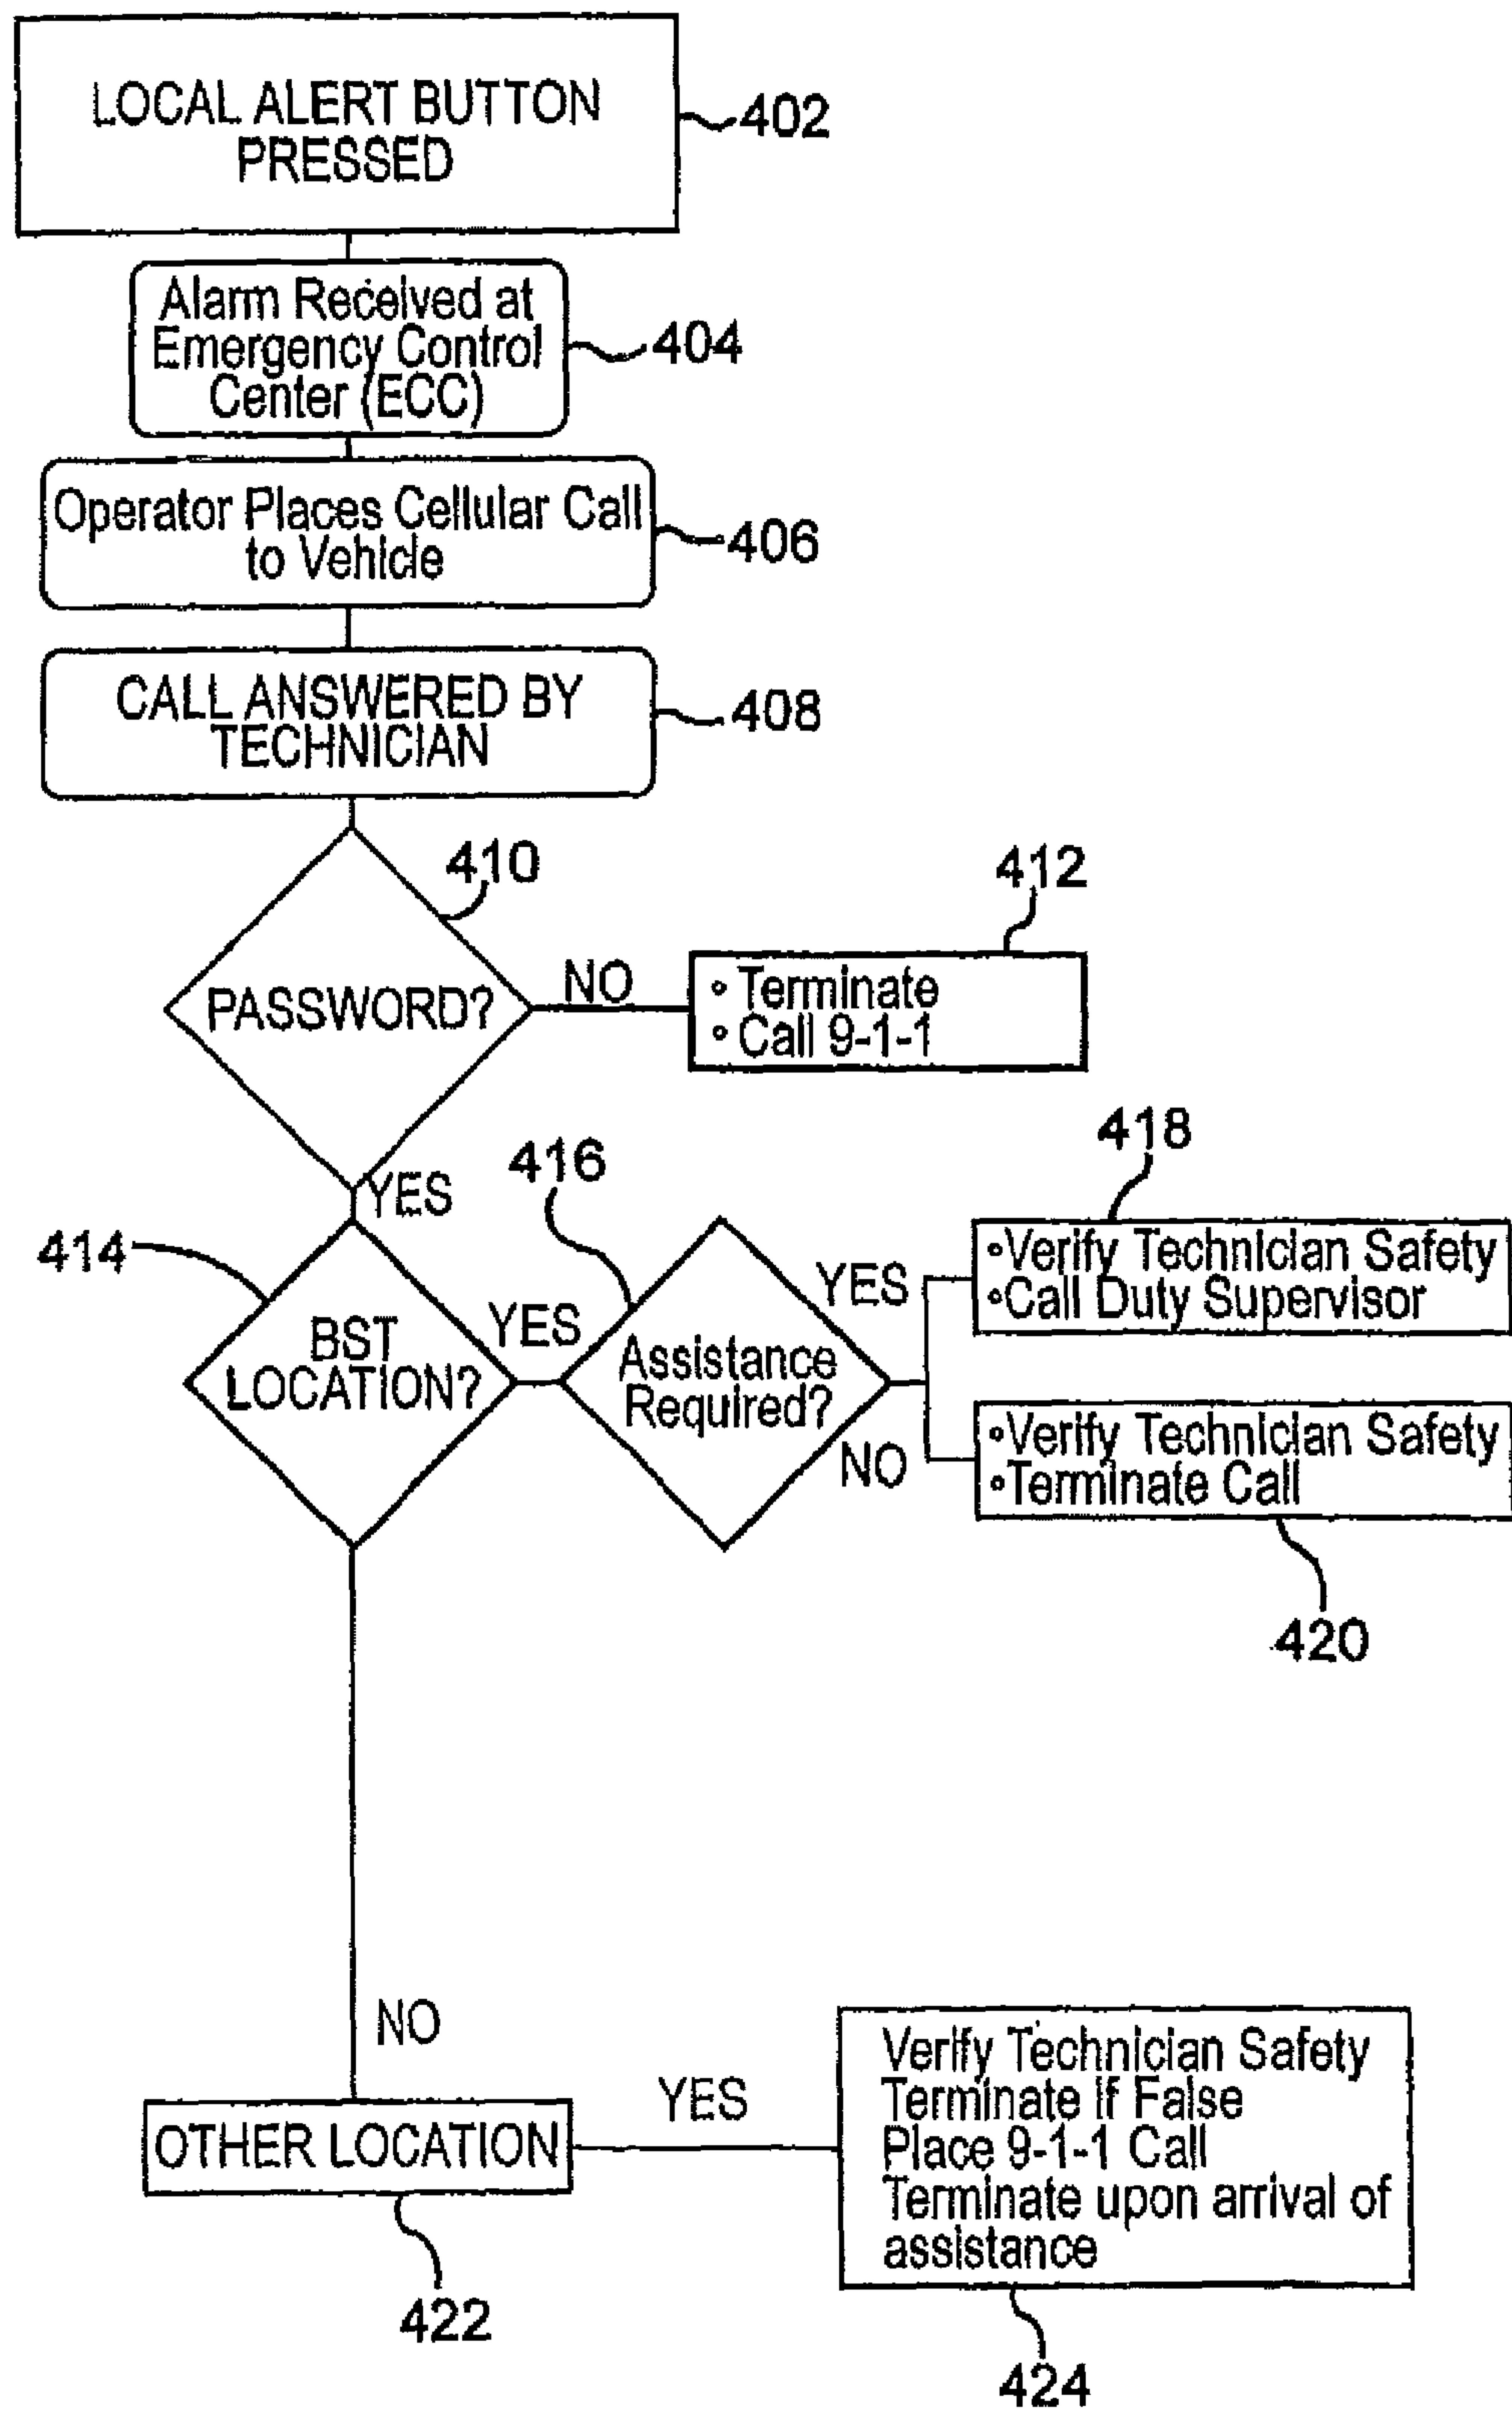 LOCAL ALERT BUTTON
PRESSED
402
Alarm Received at
Emergency Control
Center (ECC)
404
Operator Places Cellular Call
to Vehicle
406
CALL ANSWERED BY
TECHNICIAN
408
410
PASSWORD?
NO
412
• Terminate
• Call 9-1-1
YES
414
BST
LOCATION?
YES
416
Assistance
Required?
YES
418
•Verify Technician Safety
•Call Duty Supervisor
NO
•Verify Technician Safety
•Terminate Call
420
NO
OTHER LOCATION
422
YES
Verify Technician Safety
Terminate if False
Place 9-1-1 Call
Terminate upon arrival of
assistance
424